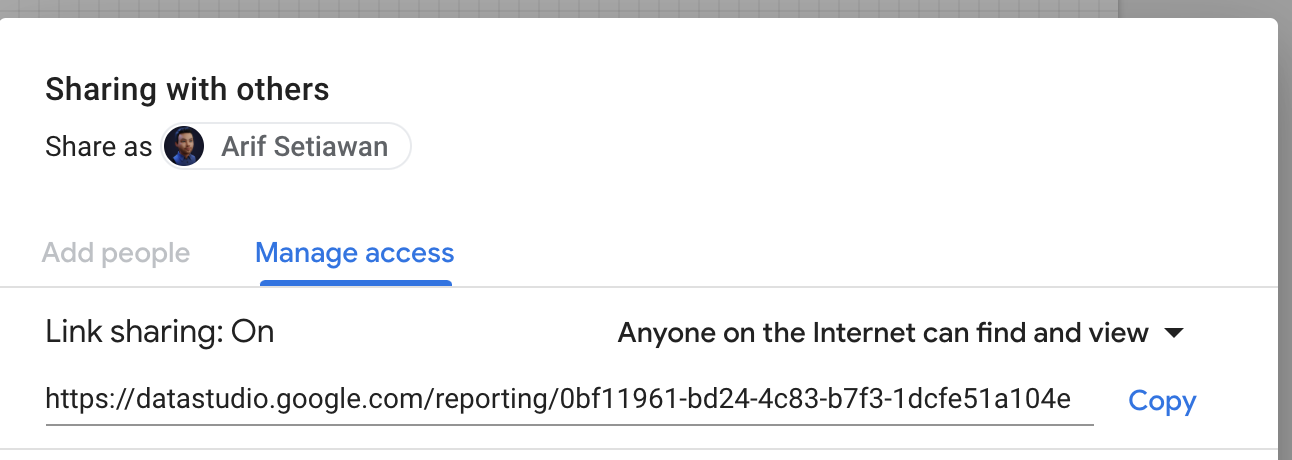 Sharing with others
Share as Arif Setiawan
Add people Manage access
Link sharing: On Anyone on the Internet can find and view
https://datastudio.google.com/reporting/0bf11961-bd24-4c83-b7f3-1dcfe51a104e Copy